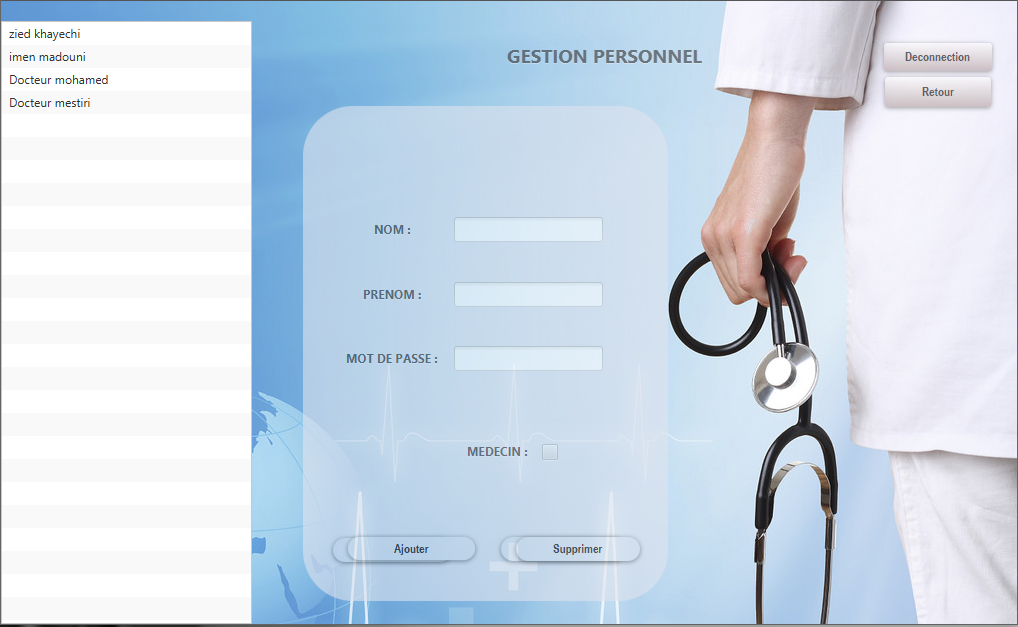 zied khayechi
imen madouni
Docteur mohamed
Docteur mestiri
GESTION PERSONNEL
Deconnection
Retour
NOM :
PRENOM :
MOT DE PASSE :
MEDECIN :
Ajouter
Supprimer